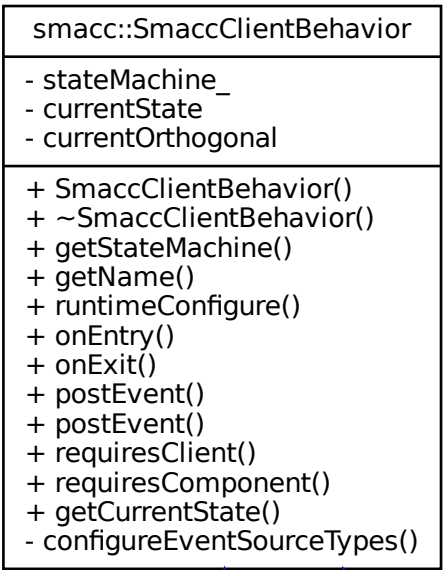 smacc::SmaccClientBehavior
- stateMachine_
- currentState
- currentOrthogonal
+ SmaccClientBehavior()
+ ~SmaccClientBehavior()
+ getStateMachine()
+ getName()
+ runtimeConfigure()
+ onEntry()
+ onExit()
+ postEvent()
+ postEvent()
+ requiresClient()
+ requiresComponent()
+ getCurrentState()
- configureEventSourceTypes()